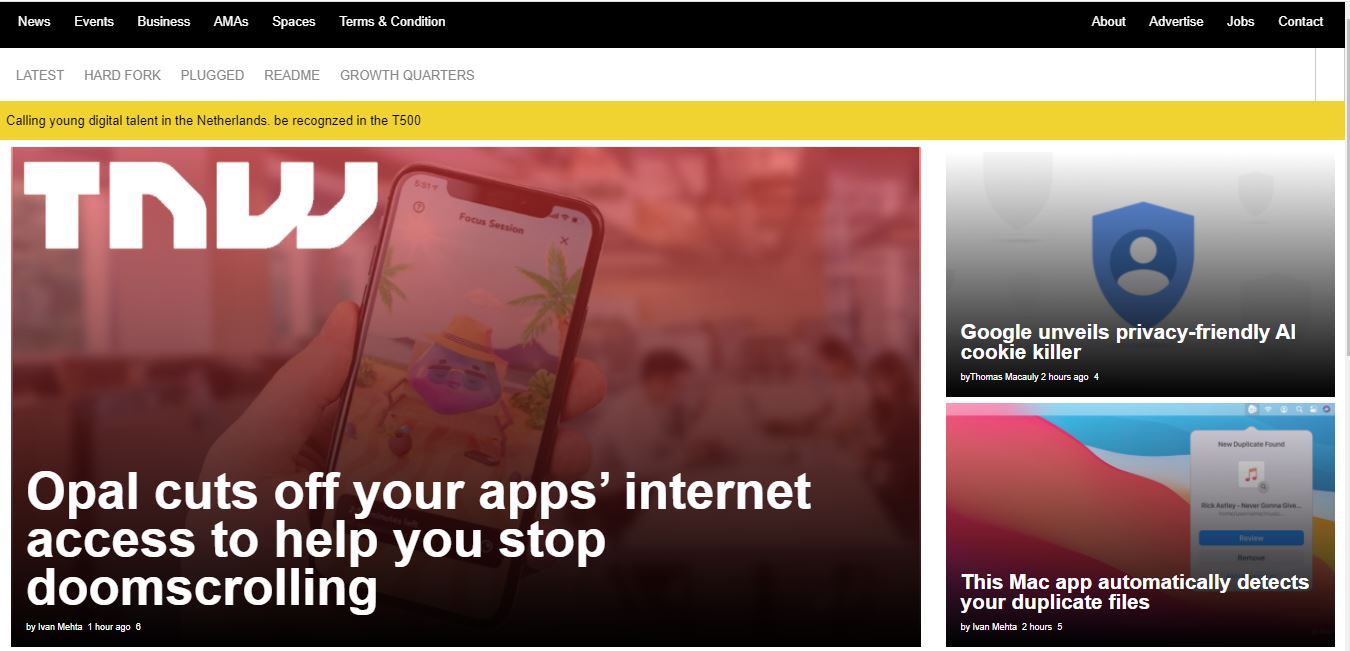 News Events Business AMAs Spaces Terms & Condition About Advertise Jobs Contact
LATEST HARD FORK PLUGGED README GROWTH QUARTERS
Calling young digital talent in the Netherlands. be recognzed in the T500
TNW
5:51
Focus Session
Opal cuts off your apps’ internet
access to help you stop
doomscrolling
by Ivan Mehta 1 hour ago 6
Google unveils privacy-friendly AI
cookie killer
byThomas Macauly 2 hours ago 4
New Duplicate Found
Rick Astley - Never Gonna Give...
Review
Remove
This Mac app automatically detects
your duplicate files
by Ivan Mehta 2 hours 5